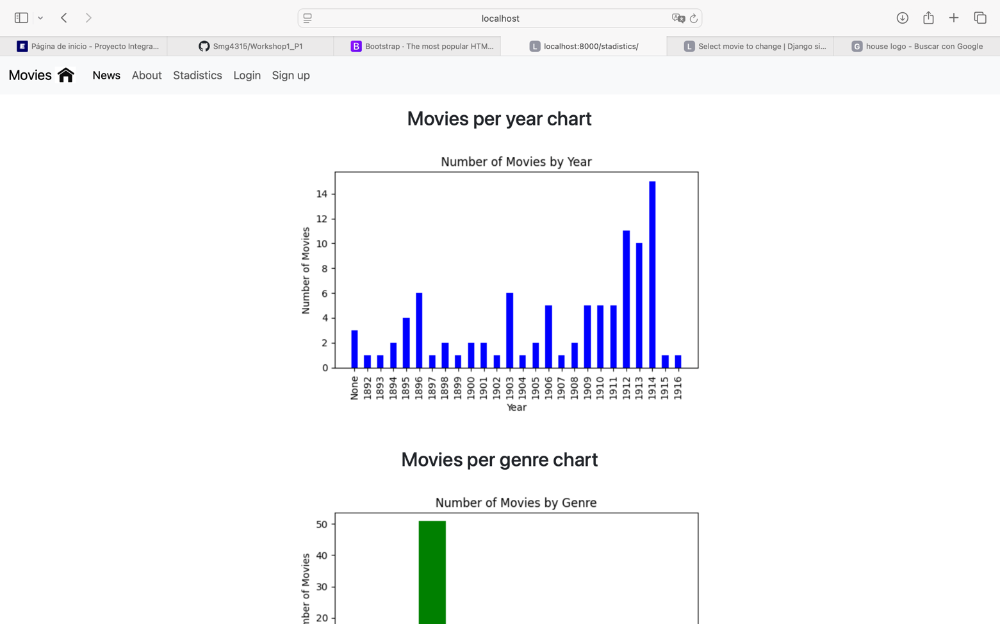 localhost
Página de inicio - Proyecto Integra...
Smg4315/Workshop1_P1
Bootstrap · The most popular HTM...
localhost:8000/stadistics/
Select movie to change | Django si...
house logo - Buscar con Google
Movies News About Stadistics Login Sign up
Movies per year chart
Number of Movies by Year
Number of Movies
14
12
10
8
6
4
2
0
None 1892 1893 1894 1895 1896 1897 1898 1899 1900 1901 1902 1903 1904 1905 1906 1907 1908 1909 1910 1911 1912 1913 1914 1915 1916
Year
Movies per genre chart
Number of Movies by Genre
50
40
30
20
mber of Movies